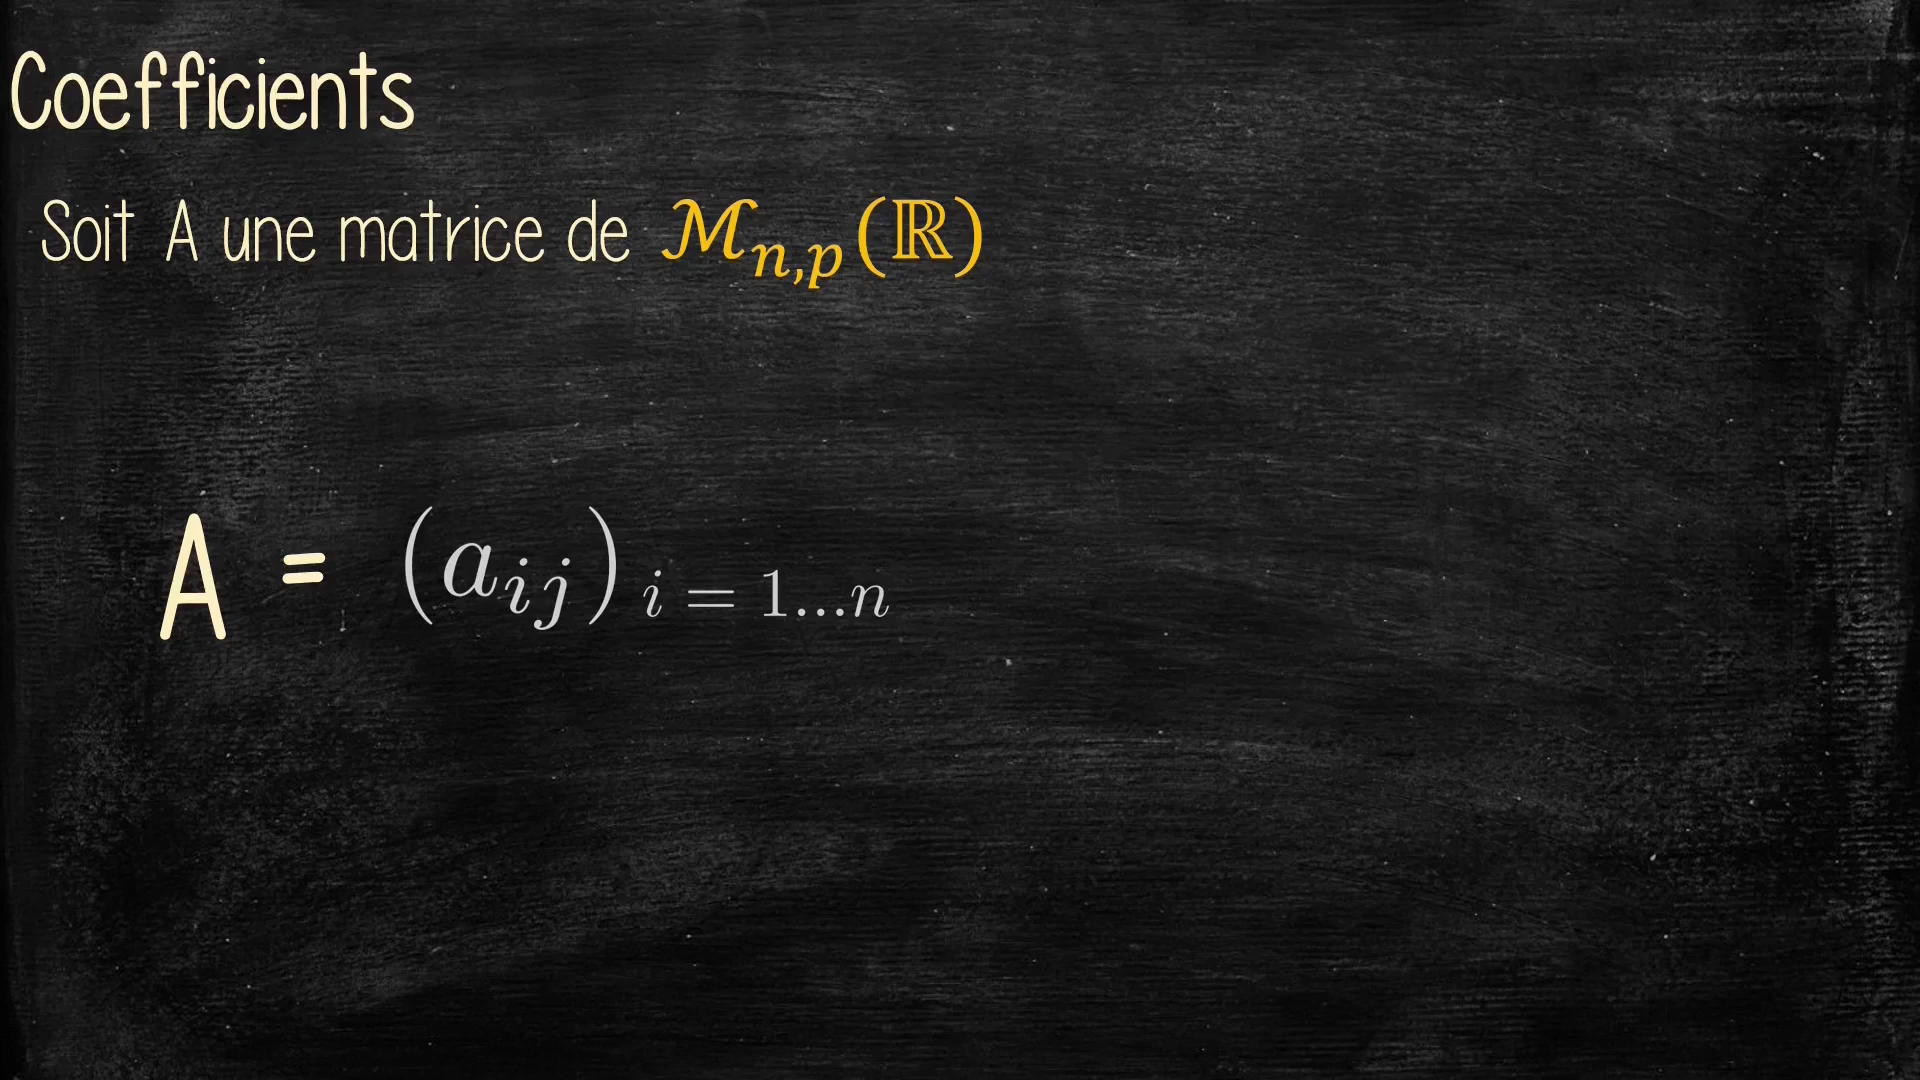 Coefficients
Soit A une matrice de ℳₙ,ₚ(ℝ)
A = (aᵢⱼ) i = 1...n